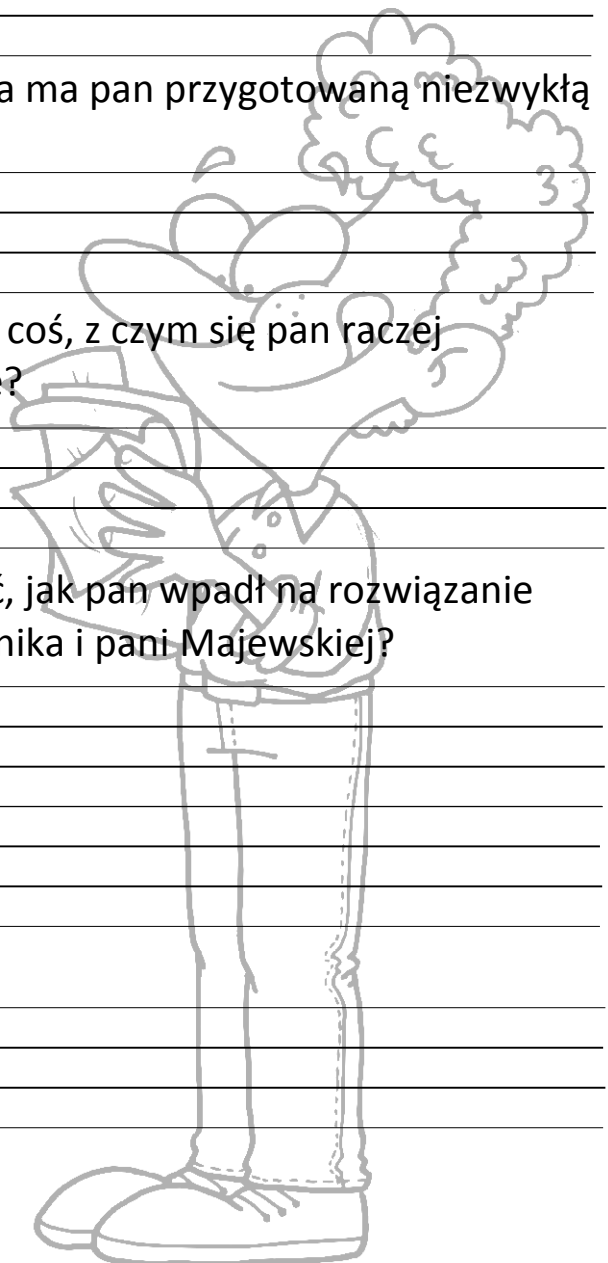 a ma pan przygotowaną niezwykłą
coś, z czym się pan raczej
?
, jak pan wpadł na rozwiązanie
nika i pani Majewskiej?